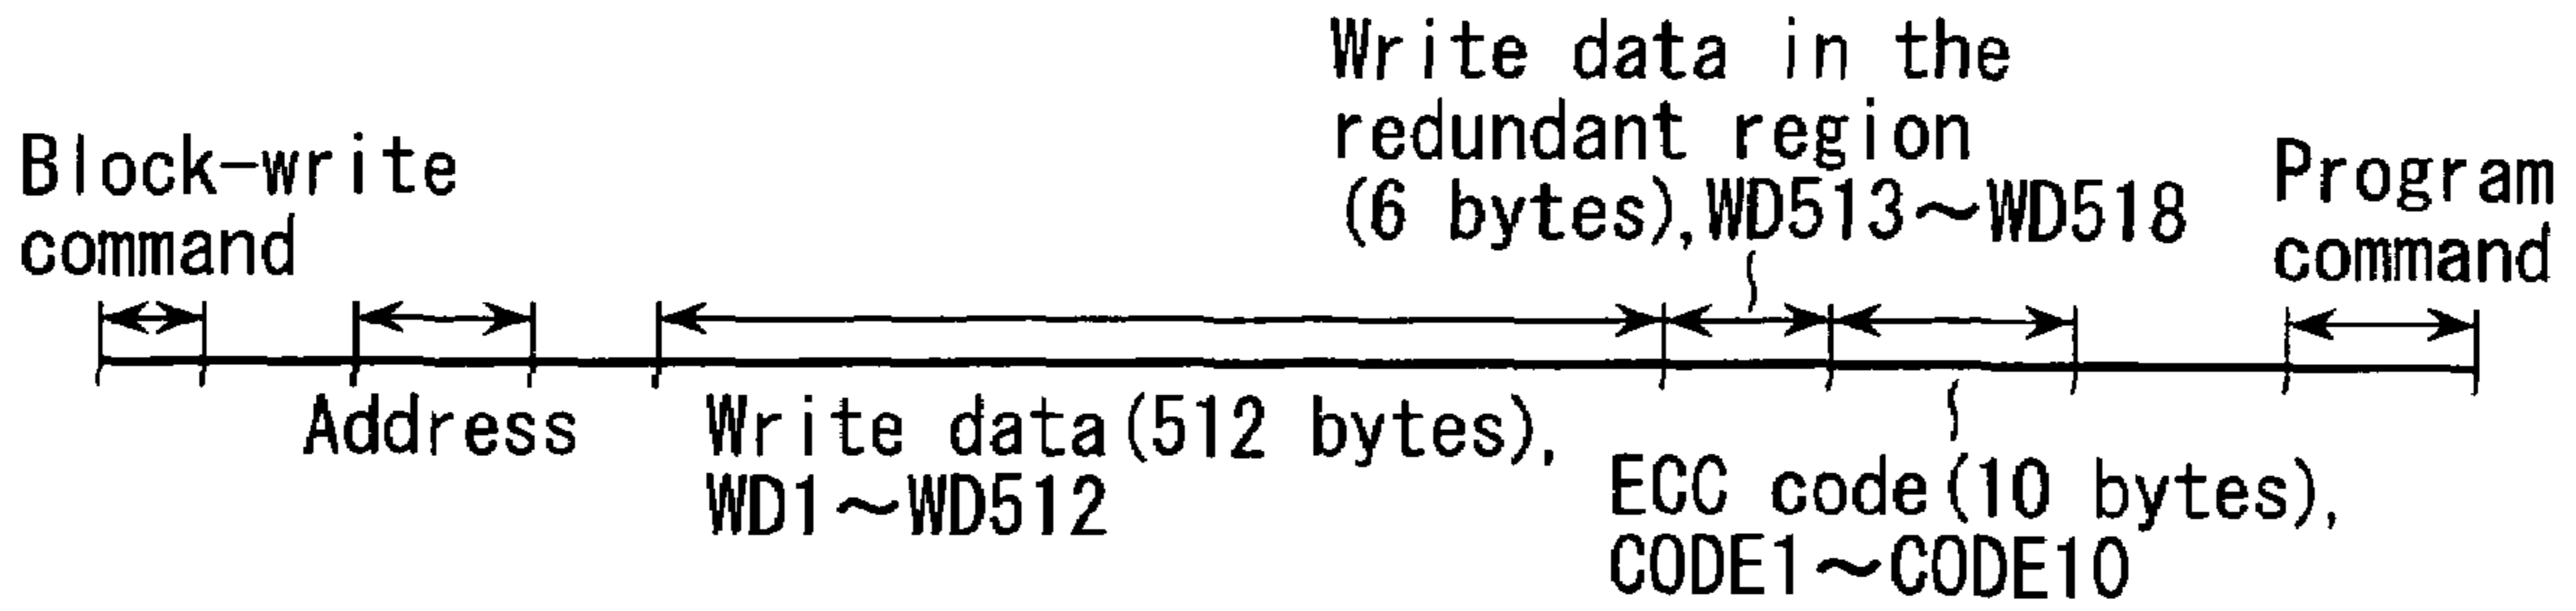 Block-write
command
Address
Write data(512 bytes),
WD1～WD512
Write data in the
redundant region
(6 bytes),WD513～WD518
ECC code(10 bytes),
CODE1～CODE10
Program
command